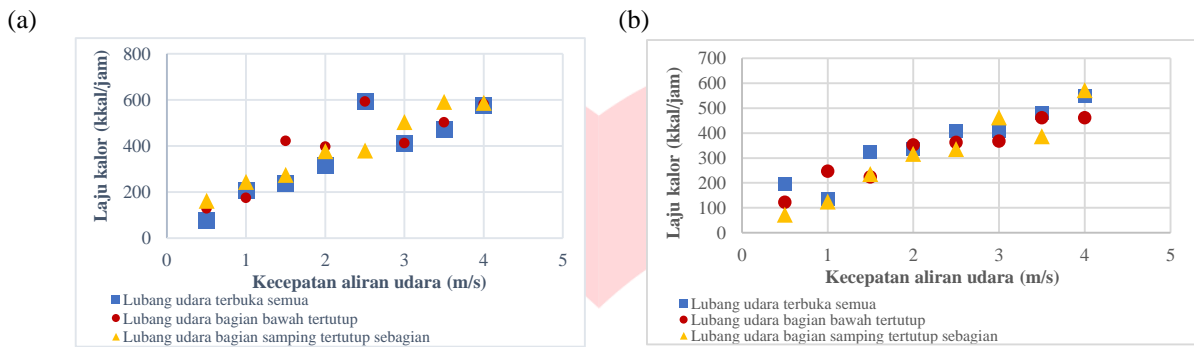 (a)
800
600
400
200
0
0 1 2 3 4 5
Laju kalor (kkal/jam)
Kecepatan aliran udara (m/s)
Lubang udara terbuka semua
Lubang udara bagian bawah tertutup
Lubang udara bagian samping tertutup sebagian
(b)
700
600
500
400
300
200
100
0
0 1 2 3 4 5
Laju kalor (kkal/jam)
Kecepatan aliran udara (m/s)
Lubang udara terbuka semua
Lubang udara bagian bawah tertutup
Lubang udara bagian samping tertutup sebagian